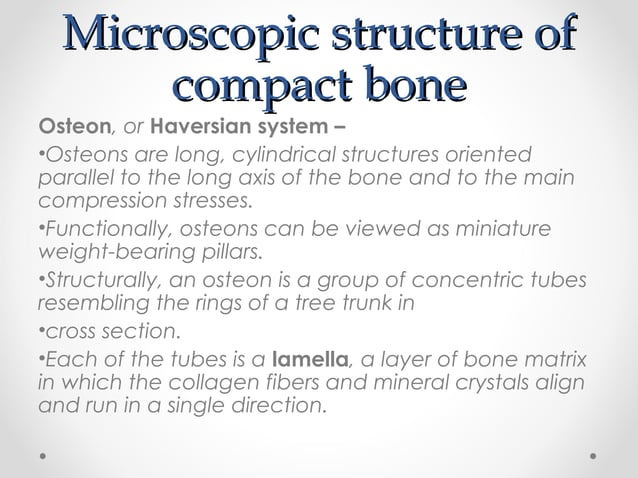 Microscopic structure of
compact bone
Osteon, or Haversian system –
•Osteons are long, cylindrical structures oriented
parallel to the long axis of the bone and to the main
compression stresses.
•Functionally, osteons can be viewed as miniature
weight-bearing pillars.
•Structurally, an osteon is a group of concentric tubes
resembling the rings of a tree trunk in
•cross section.
•Each of the tubes is a lamella, a layer of bone matrix
in which the collagen fibers and mineral crystals align
and run in a single direction.